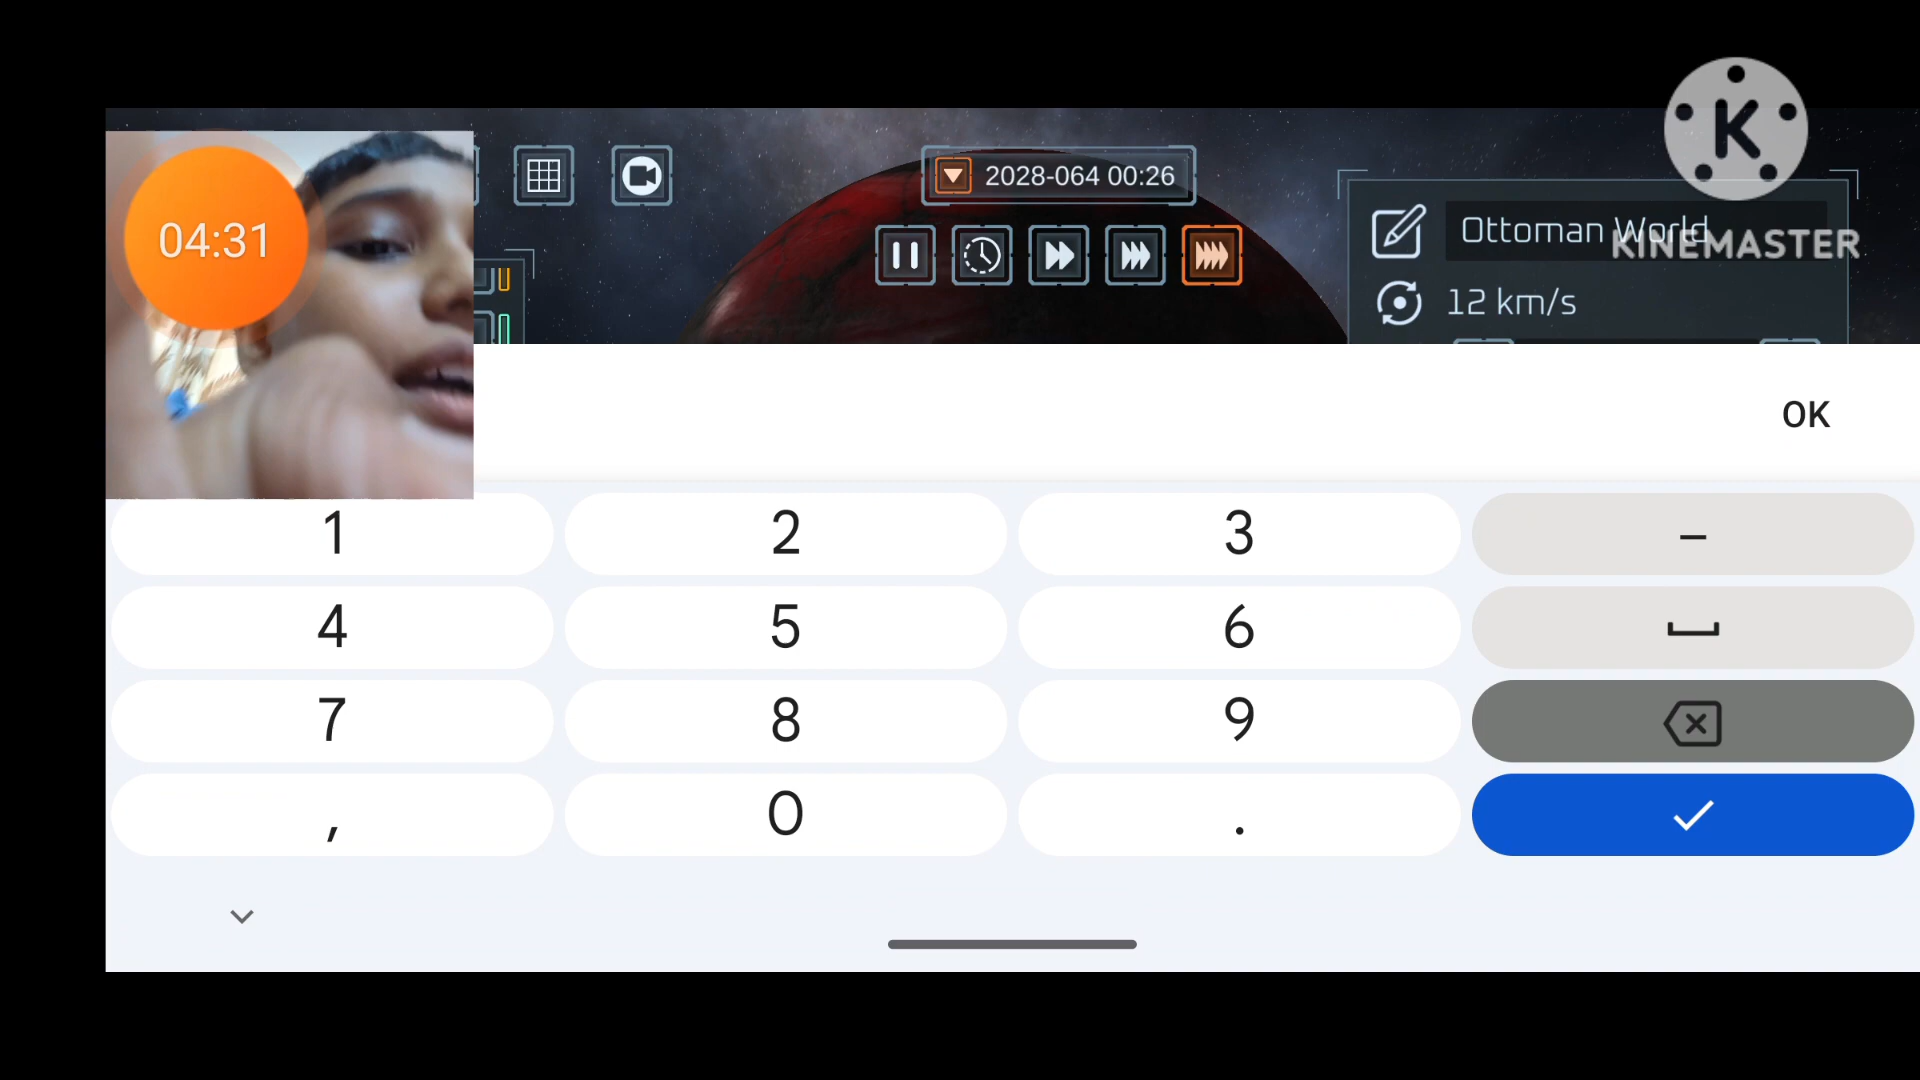 04:31
2028-064 00:26
K
Ottoman World
KINEMASTER
12 km/s
OK
1 2 3 –
4 5 6
7 8 9
, 0 .